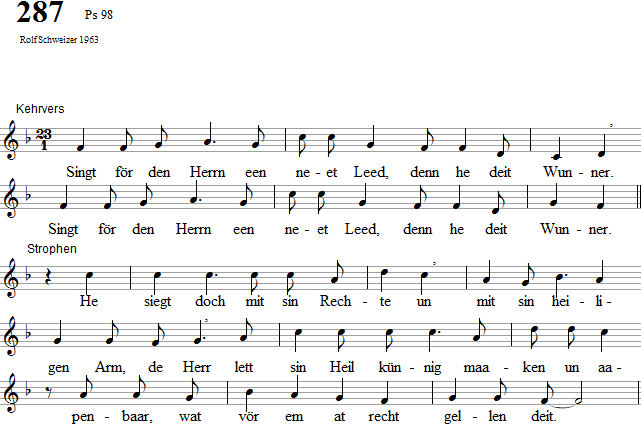 287 Ps 98
Rolf Schweizer 1963
Kehrvers
23
1
Singt för den Herrn een ne - et Leed, denn he deit Wun - ner.
Singt för den Herrn een ne - et Leed, denn he deit Wun - ner.
Strophen
He siegt doch mit sin Rech - te un mit sin hei - li -
gen Arm, de Herr lett sin Heil kün - nig maa - ken un aa -
pen - baar, wat vör em at recht gel - len deit.